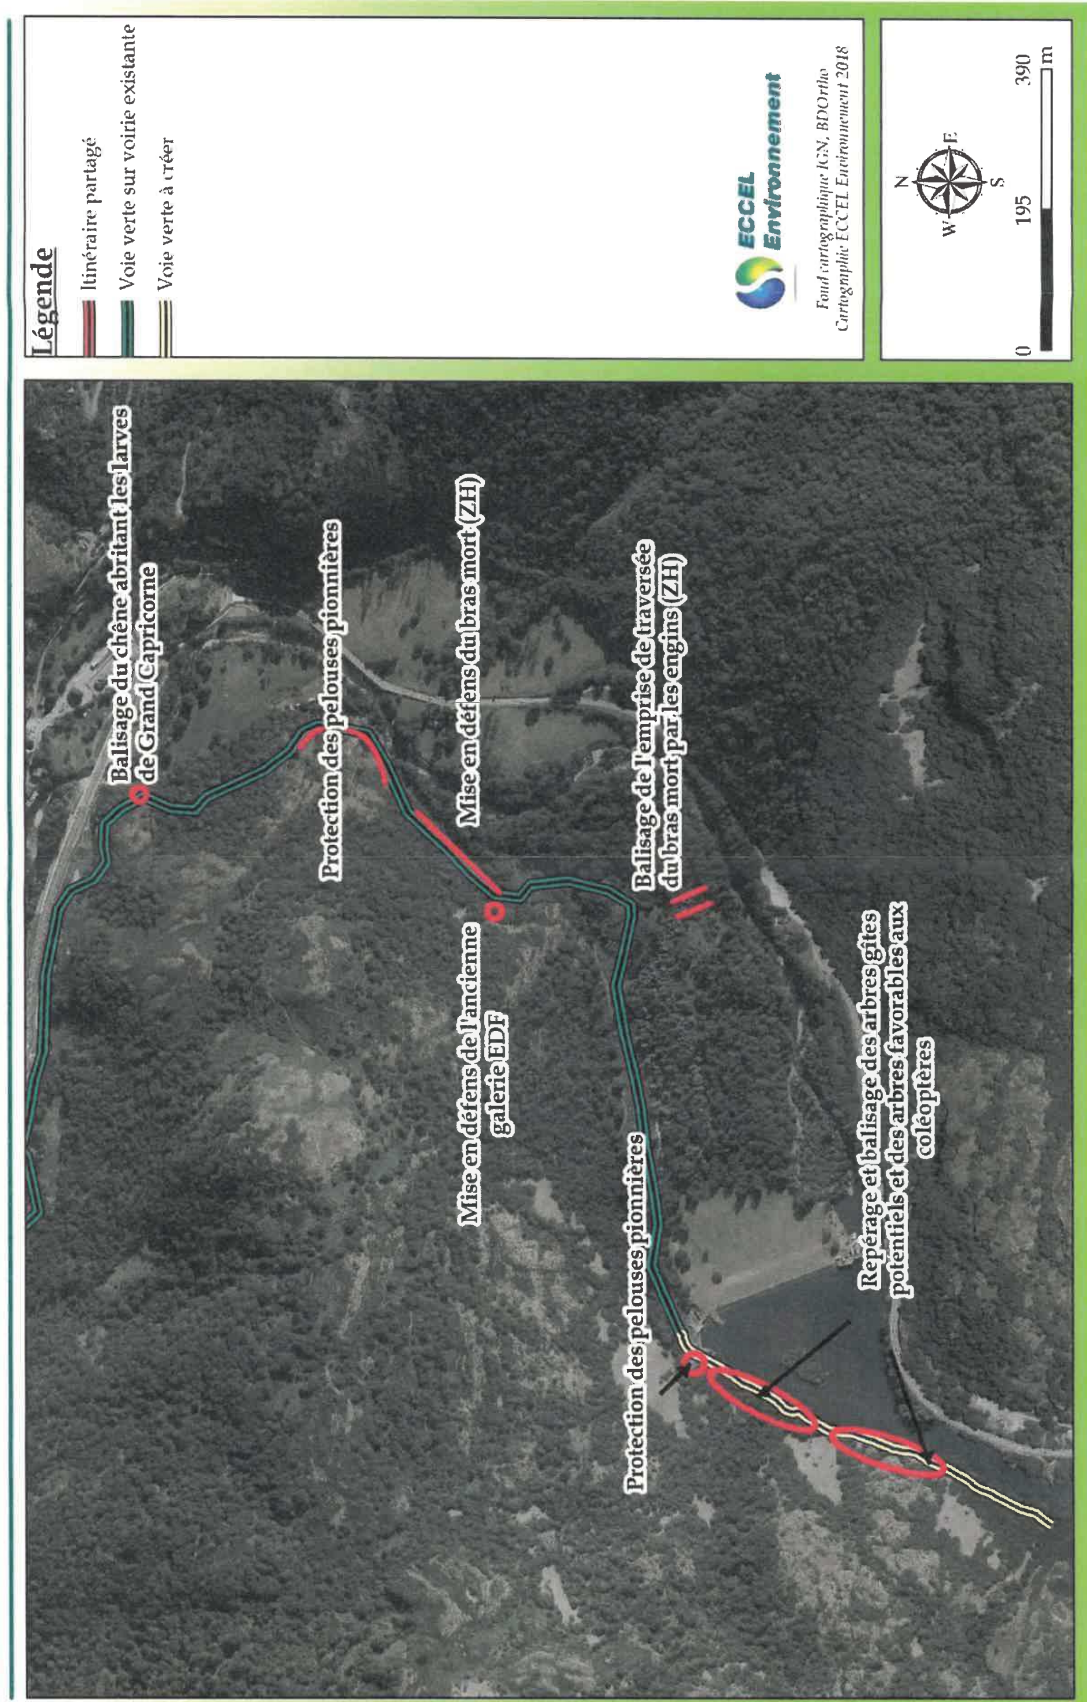 Légende
Itinéraire partagé
Voie verte sur voirie existante
Voie verte à créer
ECCEL
Environnement
Fond cartographique IGN, BDOrtho
Cartographie ECCEL Environnement 2018
N
W
E
S
0
195
390
m
Balisage du chêne abritant les larves
de Grand Capricorne
Protection des pelouses pionnières
Mise en défens du bras mort (ZH)
Mise en défens de l'ancienne
galerie EDF
Balisage de l'emprise de traversée
du bras mort par les engins (ZH)
Protection des pelouses pionnières
Repérage et balisage des arbres gîtes
potentiels et des arbres favorables aux
coléoptères